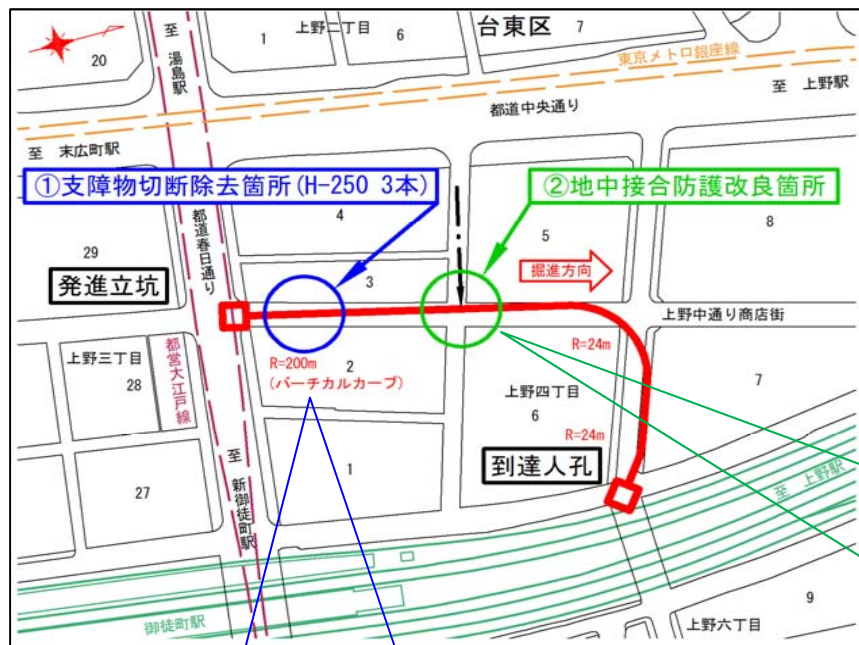 至 湯島駅
20
1
上野二丁目
6
台東区
7
東京メトロ銀座線
至 上野駅
都道中央通り
至 末広町駅
①支障物切断除去箇所(H-250 3本)
②地中接合防護改良箇所
都道春日通り
4
5
8
29
3
掘進方向
発進立坑
上野中通り商店街
R=200m
(バーチカルカーブ)
2
R=24m
上野三丁目
28
都営大江戸線
上野四丁目
6
7
R=24m
至 新御徒町駅
1
到達人孔
27
至 上野駅
御徒町駅
9
上野六丁目